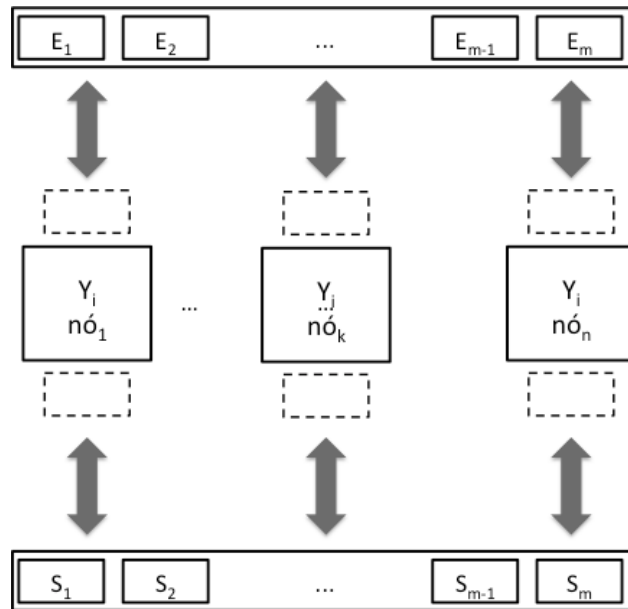 E₁ E₂ ... Eₘ₋₁ Eₘ
Yᵢ
nó₁
...
Yⱼ
...
nóₖ
Yᵢ
nóₙ
S₁ S₂ ... Sₘ₋₁ Sₘ